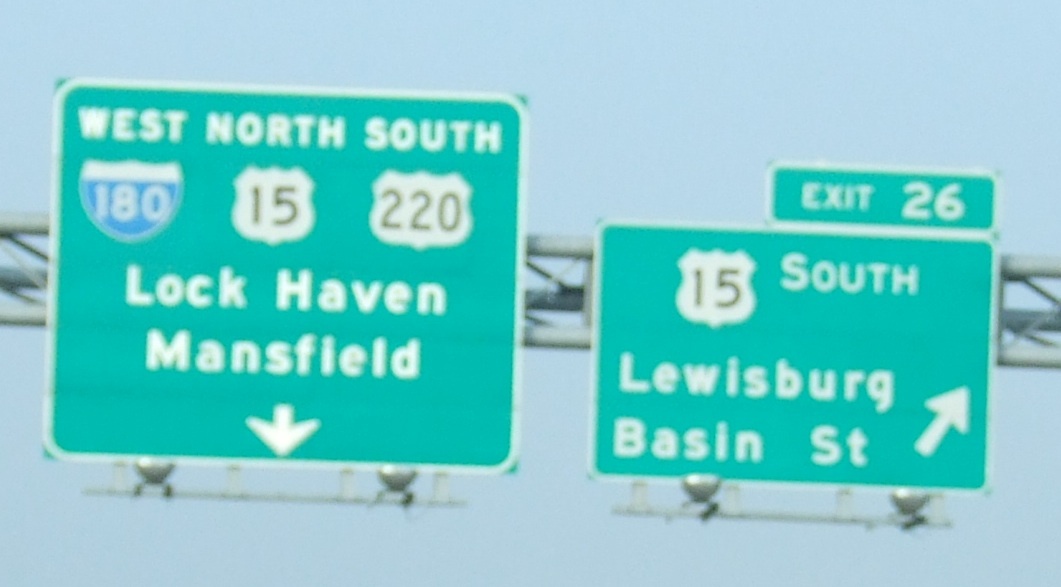 WEST NORTH SOUTH
180 15 220
Lock Haven
Mansfield
EXIT 26
15 SOUTH
Lewisburg
Basin St